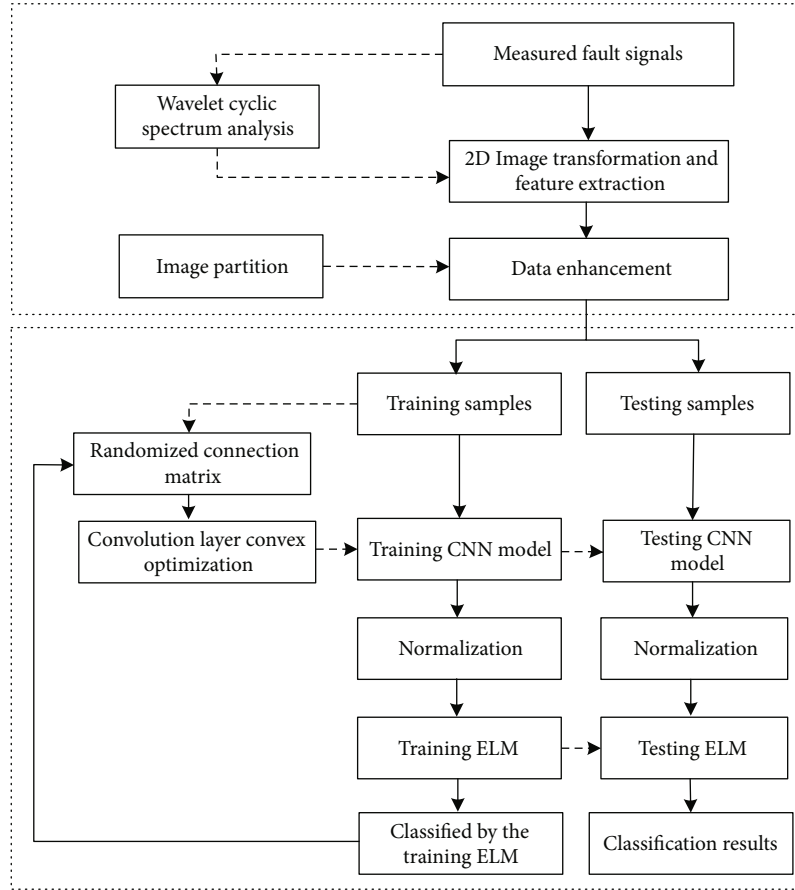 Measured fault signals
Wavelet cyclic
spectrum analysis
2D Image transformation and
feature extraction
Image partition
Data enhancement
Training samples
Testing samples
Randomized connection
matrix
Convolution layer convex
optimization
Training CNN model
Testing CNN
model
Normalization
Normalization
Training ELM
Testing ELM
Classified by the
training ELM
Classification results